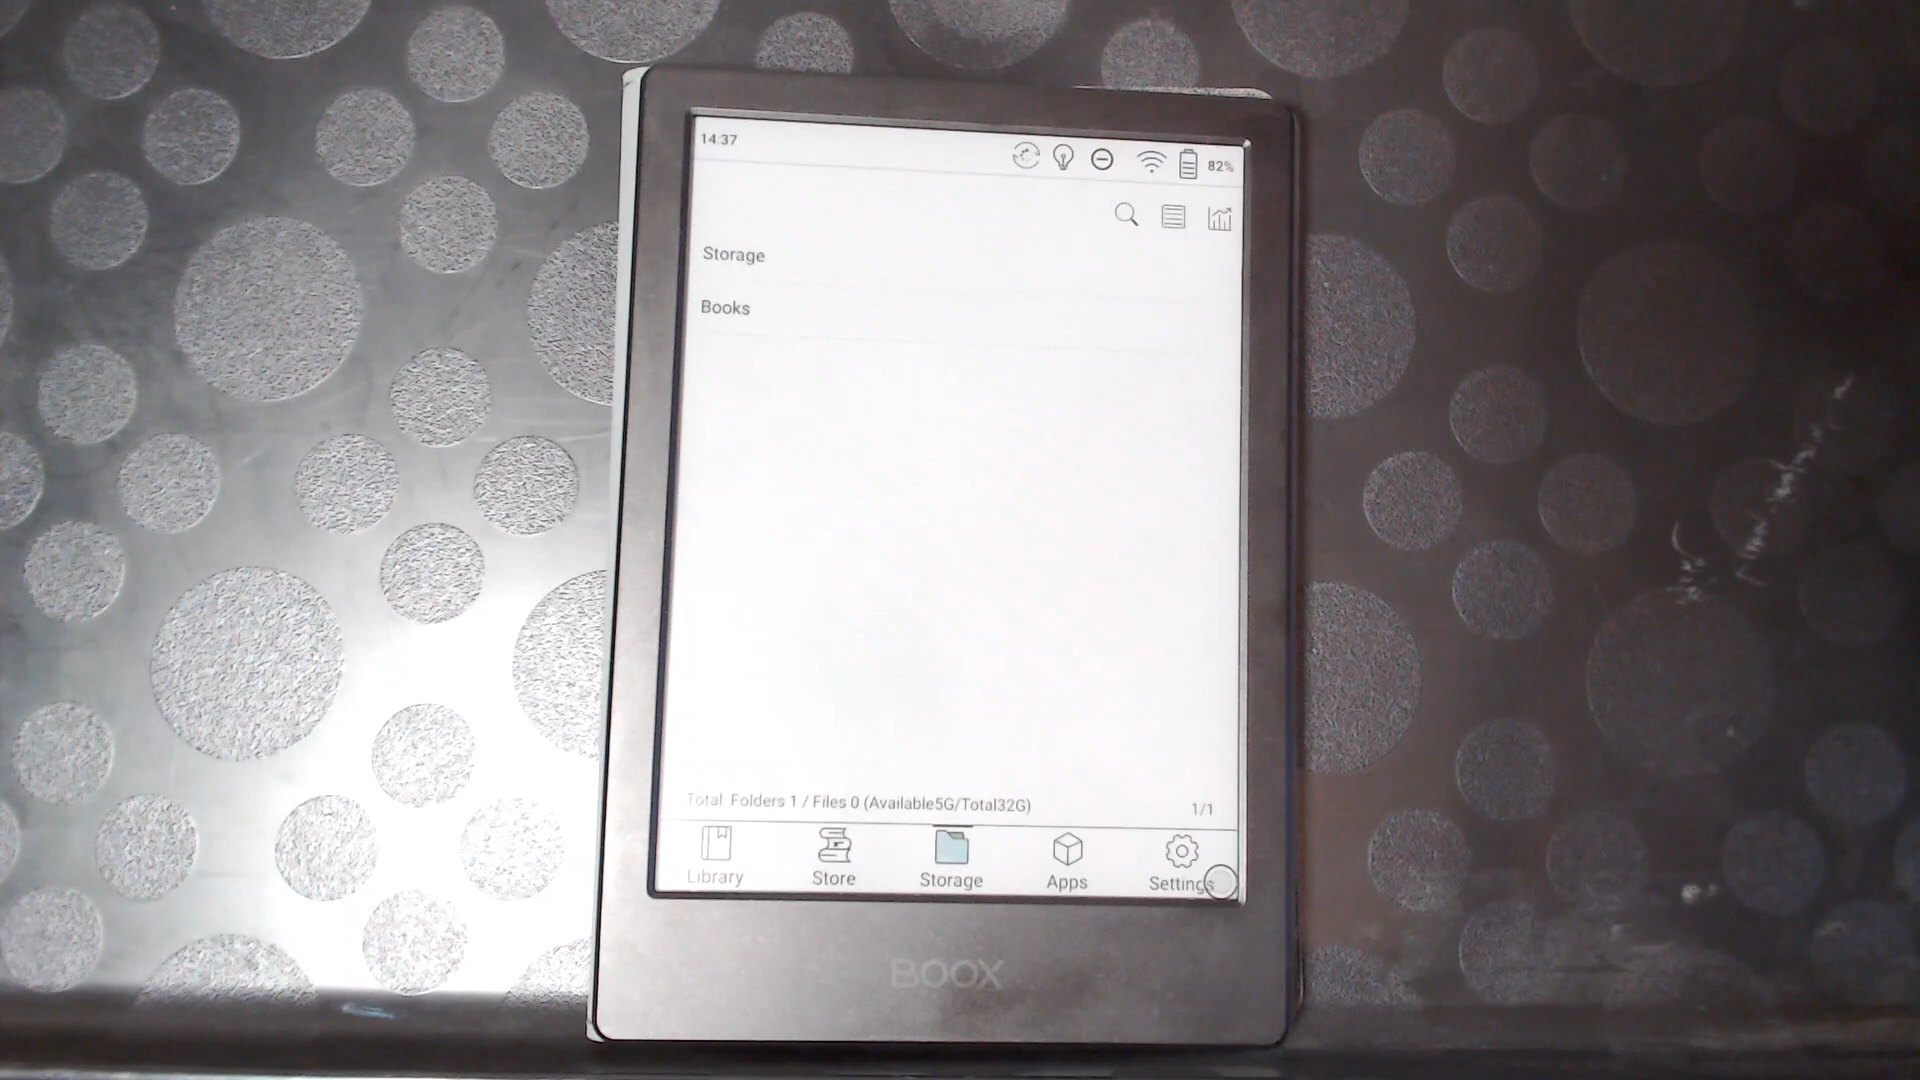 14:37 82%
Storage
Books
Total Folders 1 / Files 0 (Available5G/Total32G) 1/1
Library Store Storage Apps Settings
BOOX